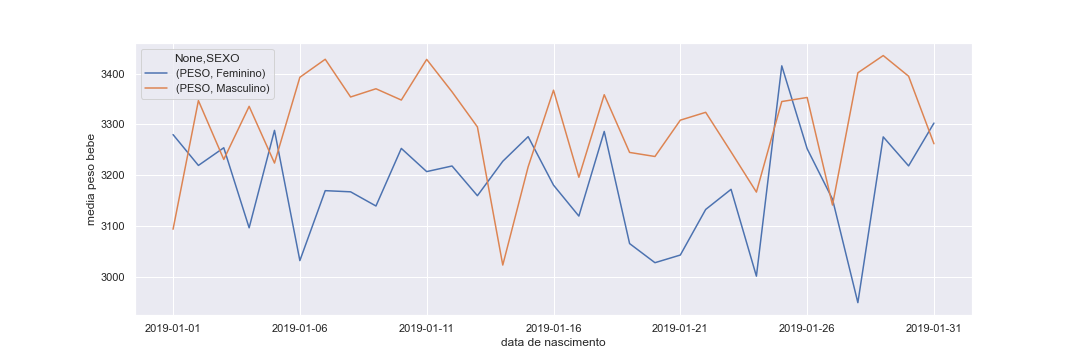 None,SEXO
(PESO, Feminino)
(PESO, Masculino)
3400
3300
3200
3100
3000
media peso bebe
2019-01-01 2019-01-06 2019-01-11 2019-01-16 2019-01-21 2019-01-26 2019-01-31
data de nascimento